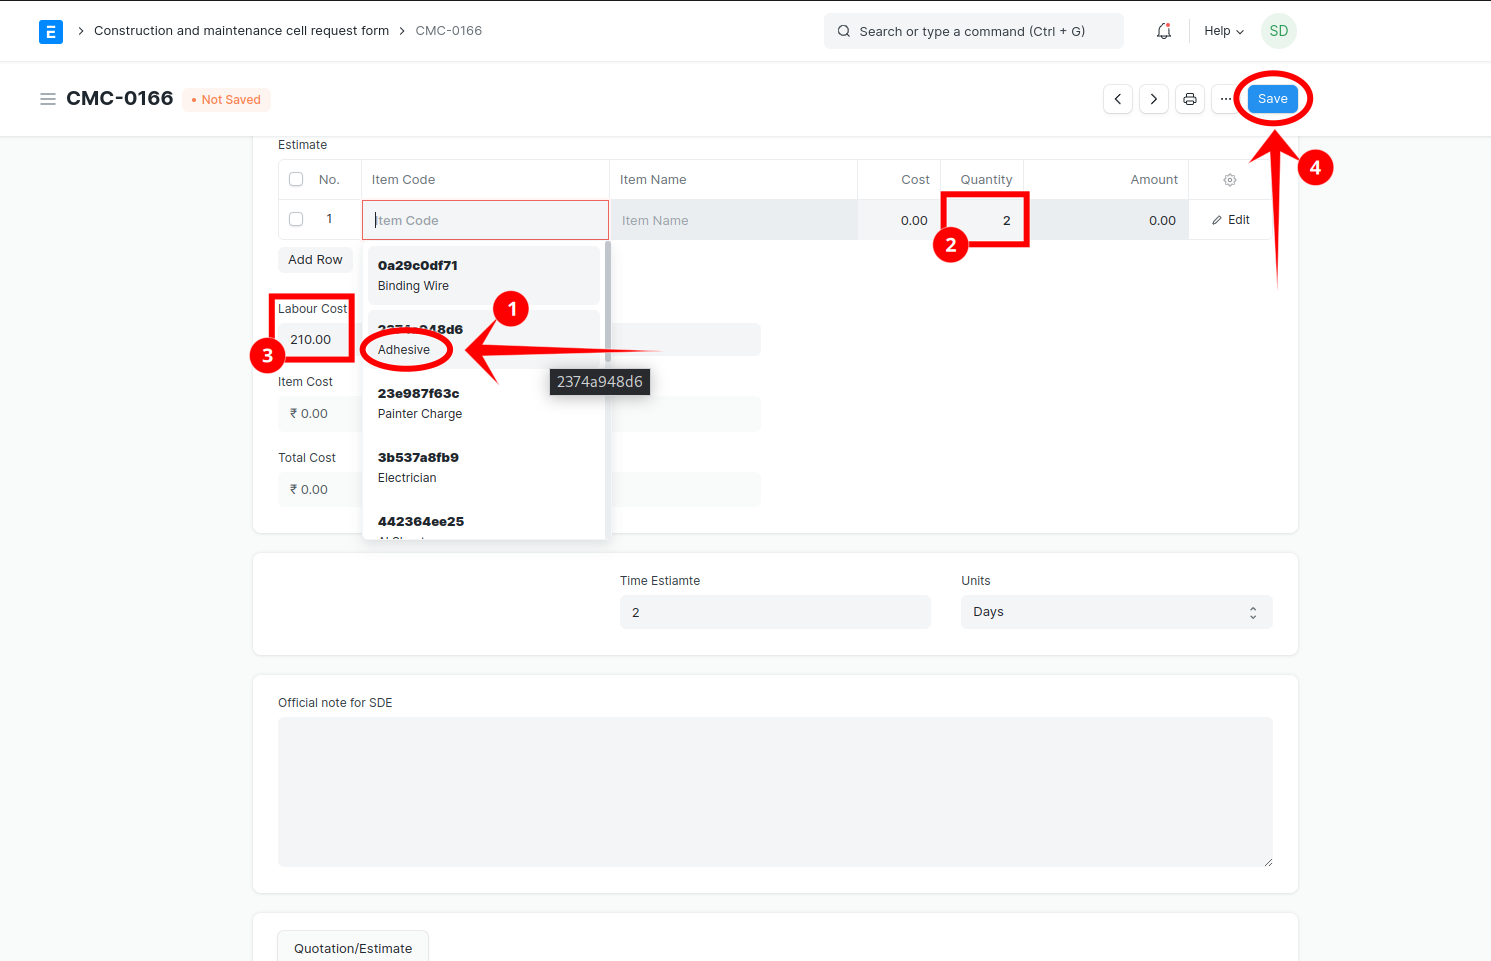 E
Construction and maintenance cell request form
CMC-0166
Search or type a command (Ctrl + G)
Help
SD
CMC-0166
Not Saved
Save
4
Estimate
No.
Item Code
Item Name
Cost
Quantity
Amount
1
Item Code
Item Name
0.00
2
0.00
Edit
2
Add Row
0a29c0df71
Binding Wire
Labour Cost
1
2374a948d6
210.00
Adhesive
3
2374a948d6
Item Cost
23e987f63c
₹ 0.00
Painter Charge
Total Cost
3b537a8fb9
Electrician
₹ 0.00
442364ee25
Time Estiamte
Units
2
Days
Official note for SDE
Quotation/Estimate